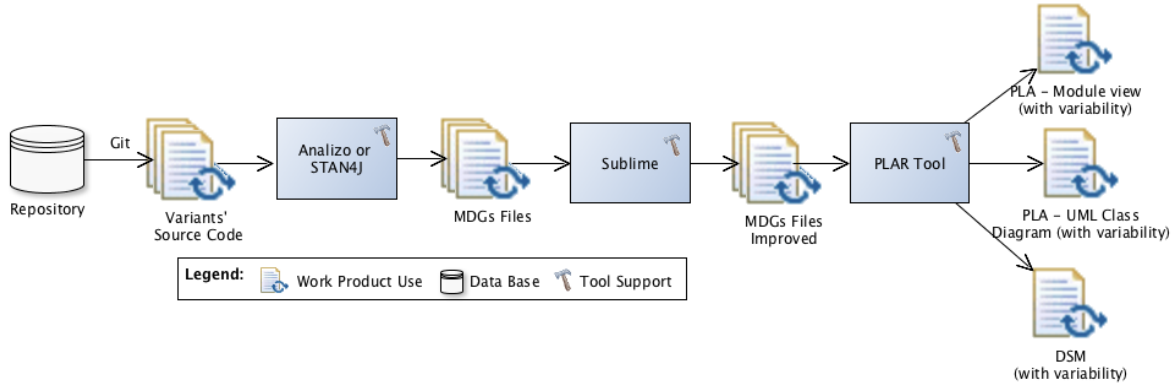 Git
Repository
Variants'
Source Code
Analizo or
STAN4J
MDGs Files
Sublime
MDGs Files
Improved
PLAR Tool
PLA – Module view
(with variability)
PLA – UML Class
Diagram (with variability)
DSM
(with variability)
Legend: Work Product Use Data Base Tool Support